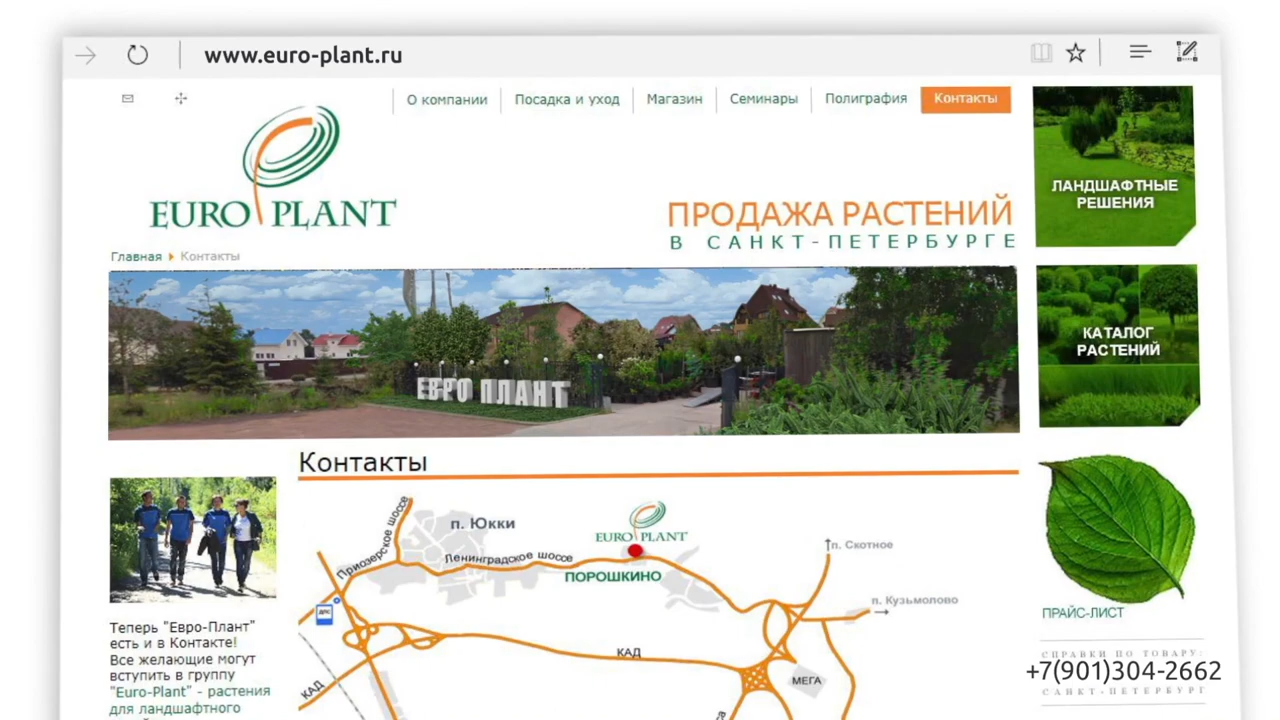 www.euro-plant.ru
О компании
Посадка и уход
Магазин
Семинары
Полиграфия
Контакты
EURO PLANT
ПРОДАЖА РАСТЕНИЙ
В САНКТ-ПЕТЕРБУРГЕ
ЛАНДШАФТНЫЕ
РЕШЕНИЯ
Главная
Контакты
ЕВРО ПЛАНТ
КАТАЛОГ
РАСТЕНИЙ
Контакты
п. Юкки
Приозерское шоссе
Ленинградское шоссе
EURO PLANT
ПОРОШКИНО
п. Скотное
п. Кузьмолово
ДПС
КАД
КАД
МЕГА
Теперь "Евро-Плант"
есть и в Контакте!
Все желающие могут
вступить в группу
"Euro-Plant" - растения
для ландшафтного
ПРАЙС-ЛИСТ
СПРАВКИ ПО ТОВАРУ:
+7(901)304-2662
САНКТ-ПЕТЕРБУРГ